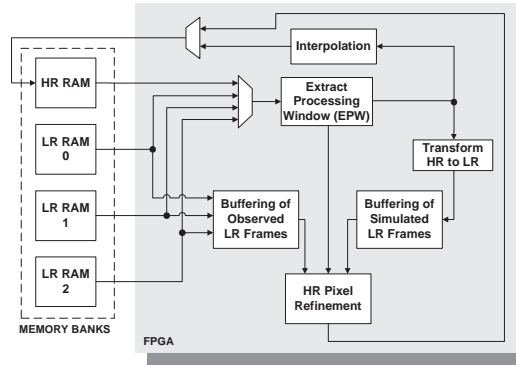 Interpolation
HR RAM
Extract
Processing
Window (EPW)
LR RAM
0
Transform
HR to LR
LR RAM
1
Buffering of
Observed
LR Frames
Buffering of
Simulated
LR Frames
LR RAM
2
HR Pixel
Refinement
MEMORY BANKS
FPGA